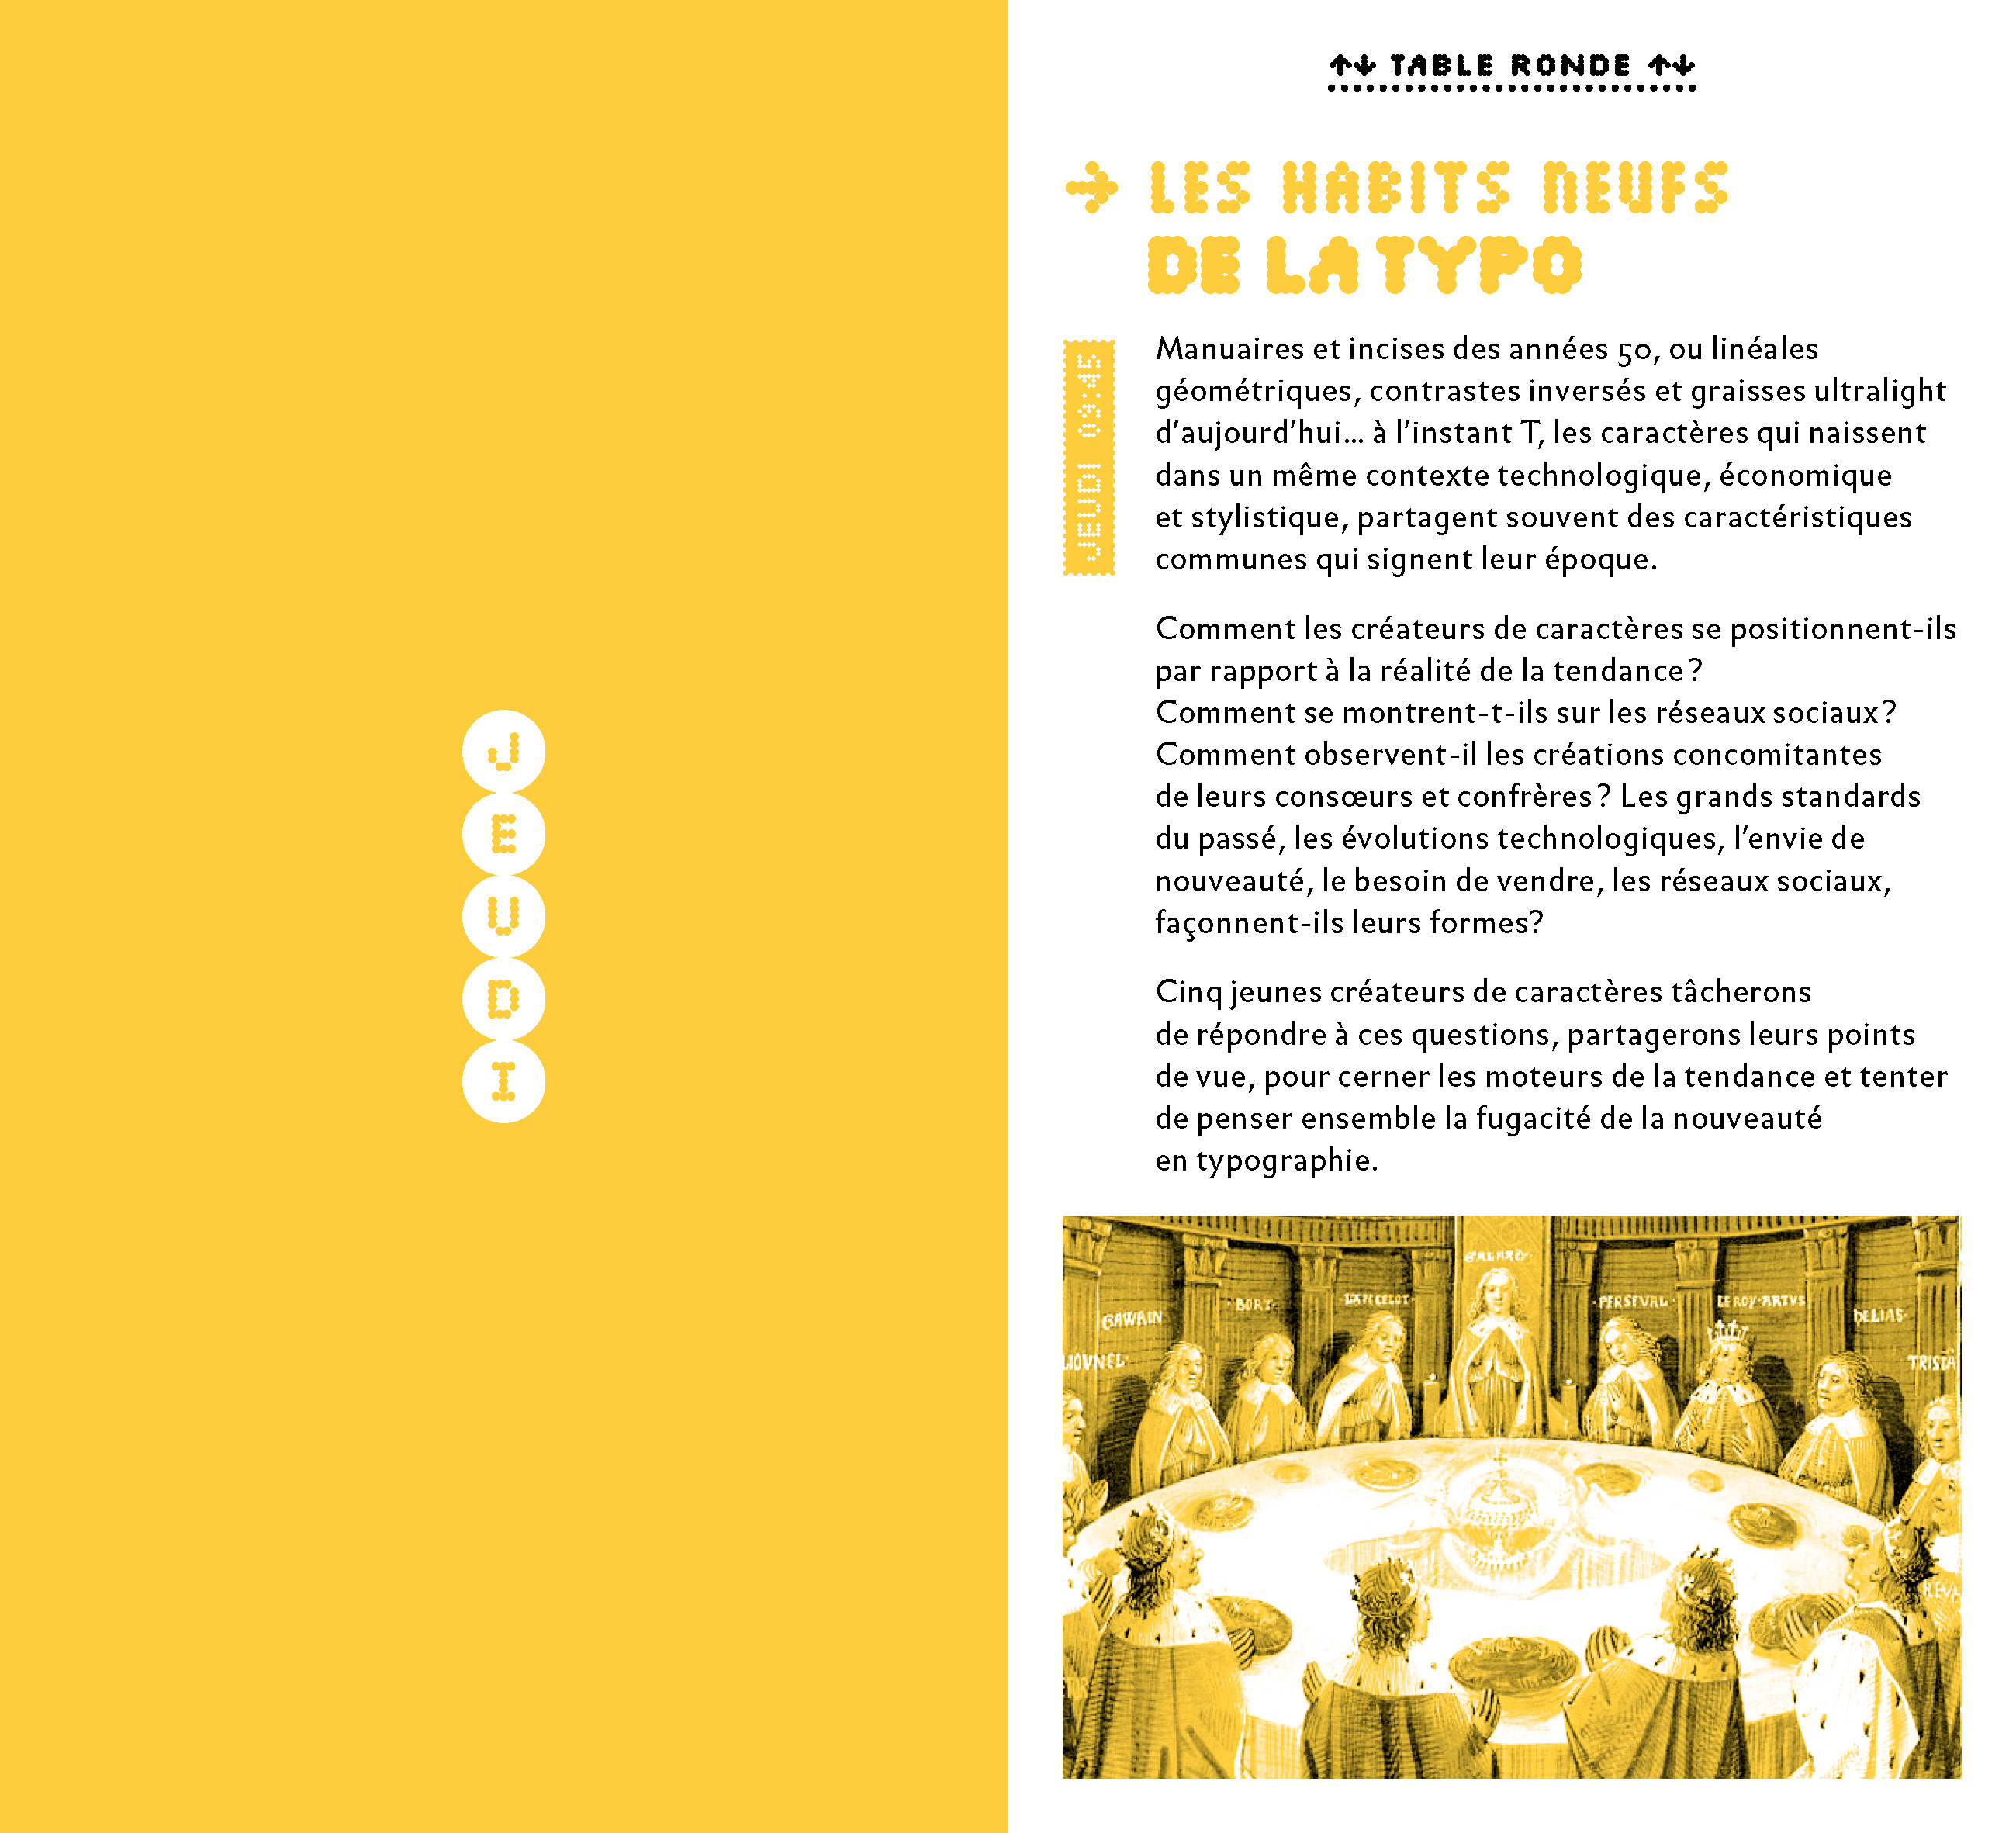 JEUDI
↑↓ TABLE RONDE ↑↓
→ LES HABITS NEUFS
DE LA TYPO
JEUDI 09:45
Manuaires et incises des années 50, ou linéales
géométriques, contrastes inversés et graisses ultralight
d’aujourd’hui… à l’instant T, les caractères qui naissent
dans un même contexte technologique, économique
et stylistique, partagent souvent des caractéristiques
communes qui signent leur époque.
Comment les créateurs de caractères se positionnent-ils
par rapport à la réalité de la tendance ?
Comment se montrent-t-ils sur les réseaux sociaux ?
Comment observent-il les créations concomitantes
de leurs consœurs et confrères ? Les grands standards
du passé, les évolutions technologiques, l’envie de
nouveauté, le besoin de vendre, les réseaux sociaux,
façonnent-ils leurs formes?
Cinq jeunes créateurs de caractères tâcherons
de répondre à ces questions, partagerons leurs points
de vue, pour cerner les moteurs de la tendance et tenter
de penser ensemble la fugacité de la nouveauté
en typographie.
GAWAIN
·BORT·
LANCELOT·
·PERSEVAL·
LE ROY·ARTVS
DELIAS·
TRISTA